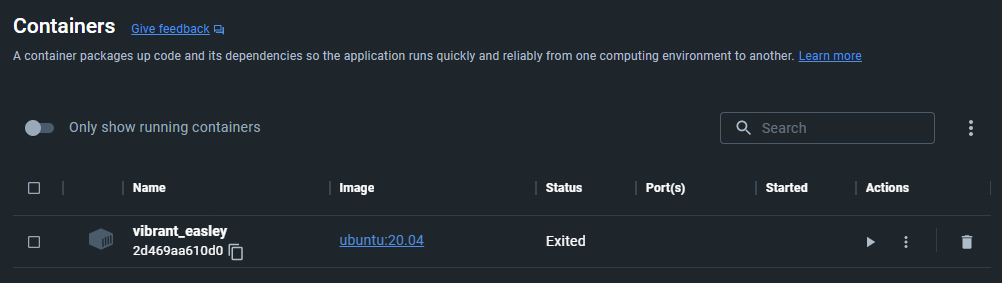 Containers Give feedback
A container packages up code and its dependencies so the application runs quickly and reliably from one computing environment to another. Learn more
Only show running containers Search
Name Image Status Port(s) Started Actions
vibrant_easley ubuntu:20.04 Exited
2d469aa610d0